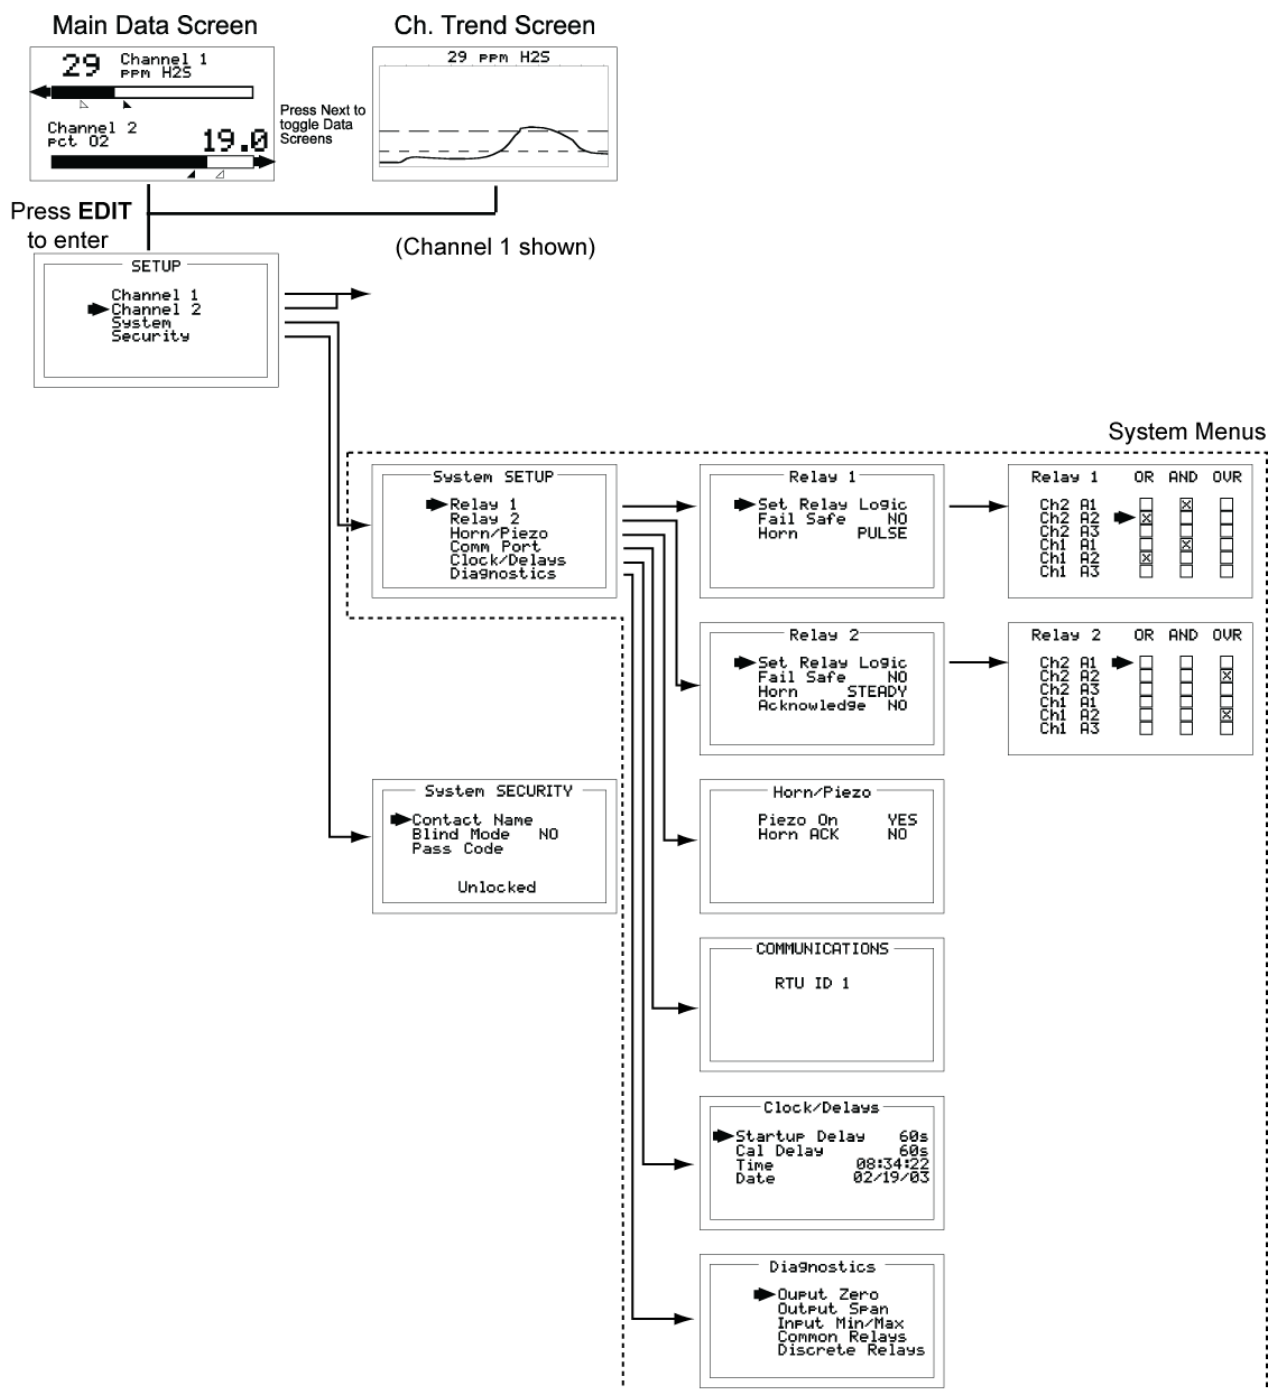 Main Data Screen
Ch. Trend Screen
29 Channel 1
ppm H2S
Channel 2
pct O2
19.0
Press Next to
toggle Data
Screens
29 ppm H2S
Press EDIT
to enter
(Channel 1 shown)
SETUP
Channel 1
Channel 2
System
Security
System Menus
System SETUP
Relay 1
Relay 2
Horn/Piezo
Comm Port
Clock/Delays
Diagnostics
Relay 1
Set Relay Logic
Fail Safe NO
Horn PULSE
Relay 1 OR AND OVR
Ch2 A1
Ch2 A2
Ch2 A3
Ch1 A1
Ch1 A2
Ch1 A3
Relay 2
Set Relay Logic
Fail Safe NO
Horn STEADY
Acknowledge NO
Relay 2 OR AND OVR
Ch2 A1
Ch2 A2
Ch2 A3
Ch1 A1
Ch1 A2
Ch1 A3
System SECURITY
Contact Name
Blind Mode NO
Pass Code
Unlocked
Horn/Piezo
Piezo On YES
Horn ACK NO
COMMUNICATIONS
RTU ID 1
Clock/Delays
Startup Delay 60s
Cal Delay 60s
Time 08:34:22
Date 02/19/03
Diagnostics
Ouput Zero
Output Span
Input Min/Max
Common Relays
Discrete Relays